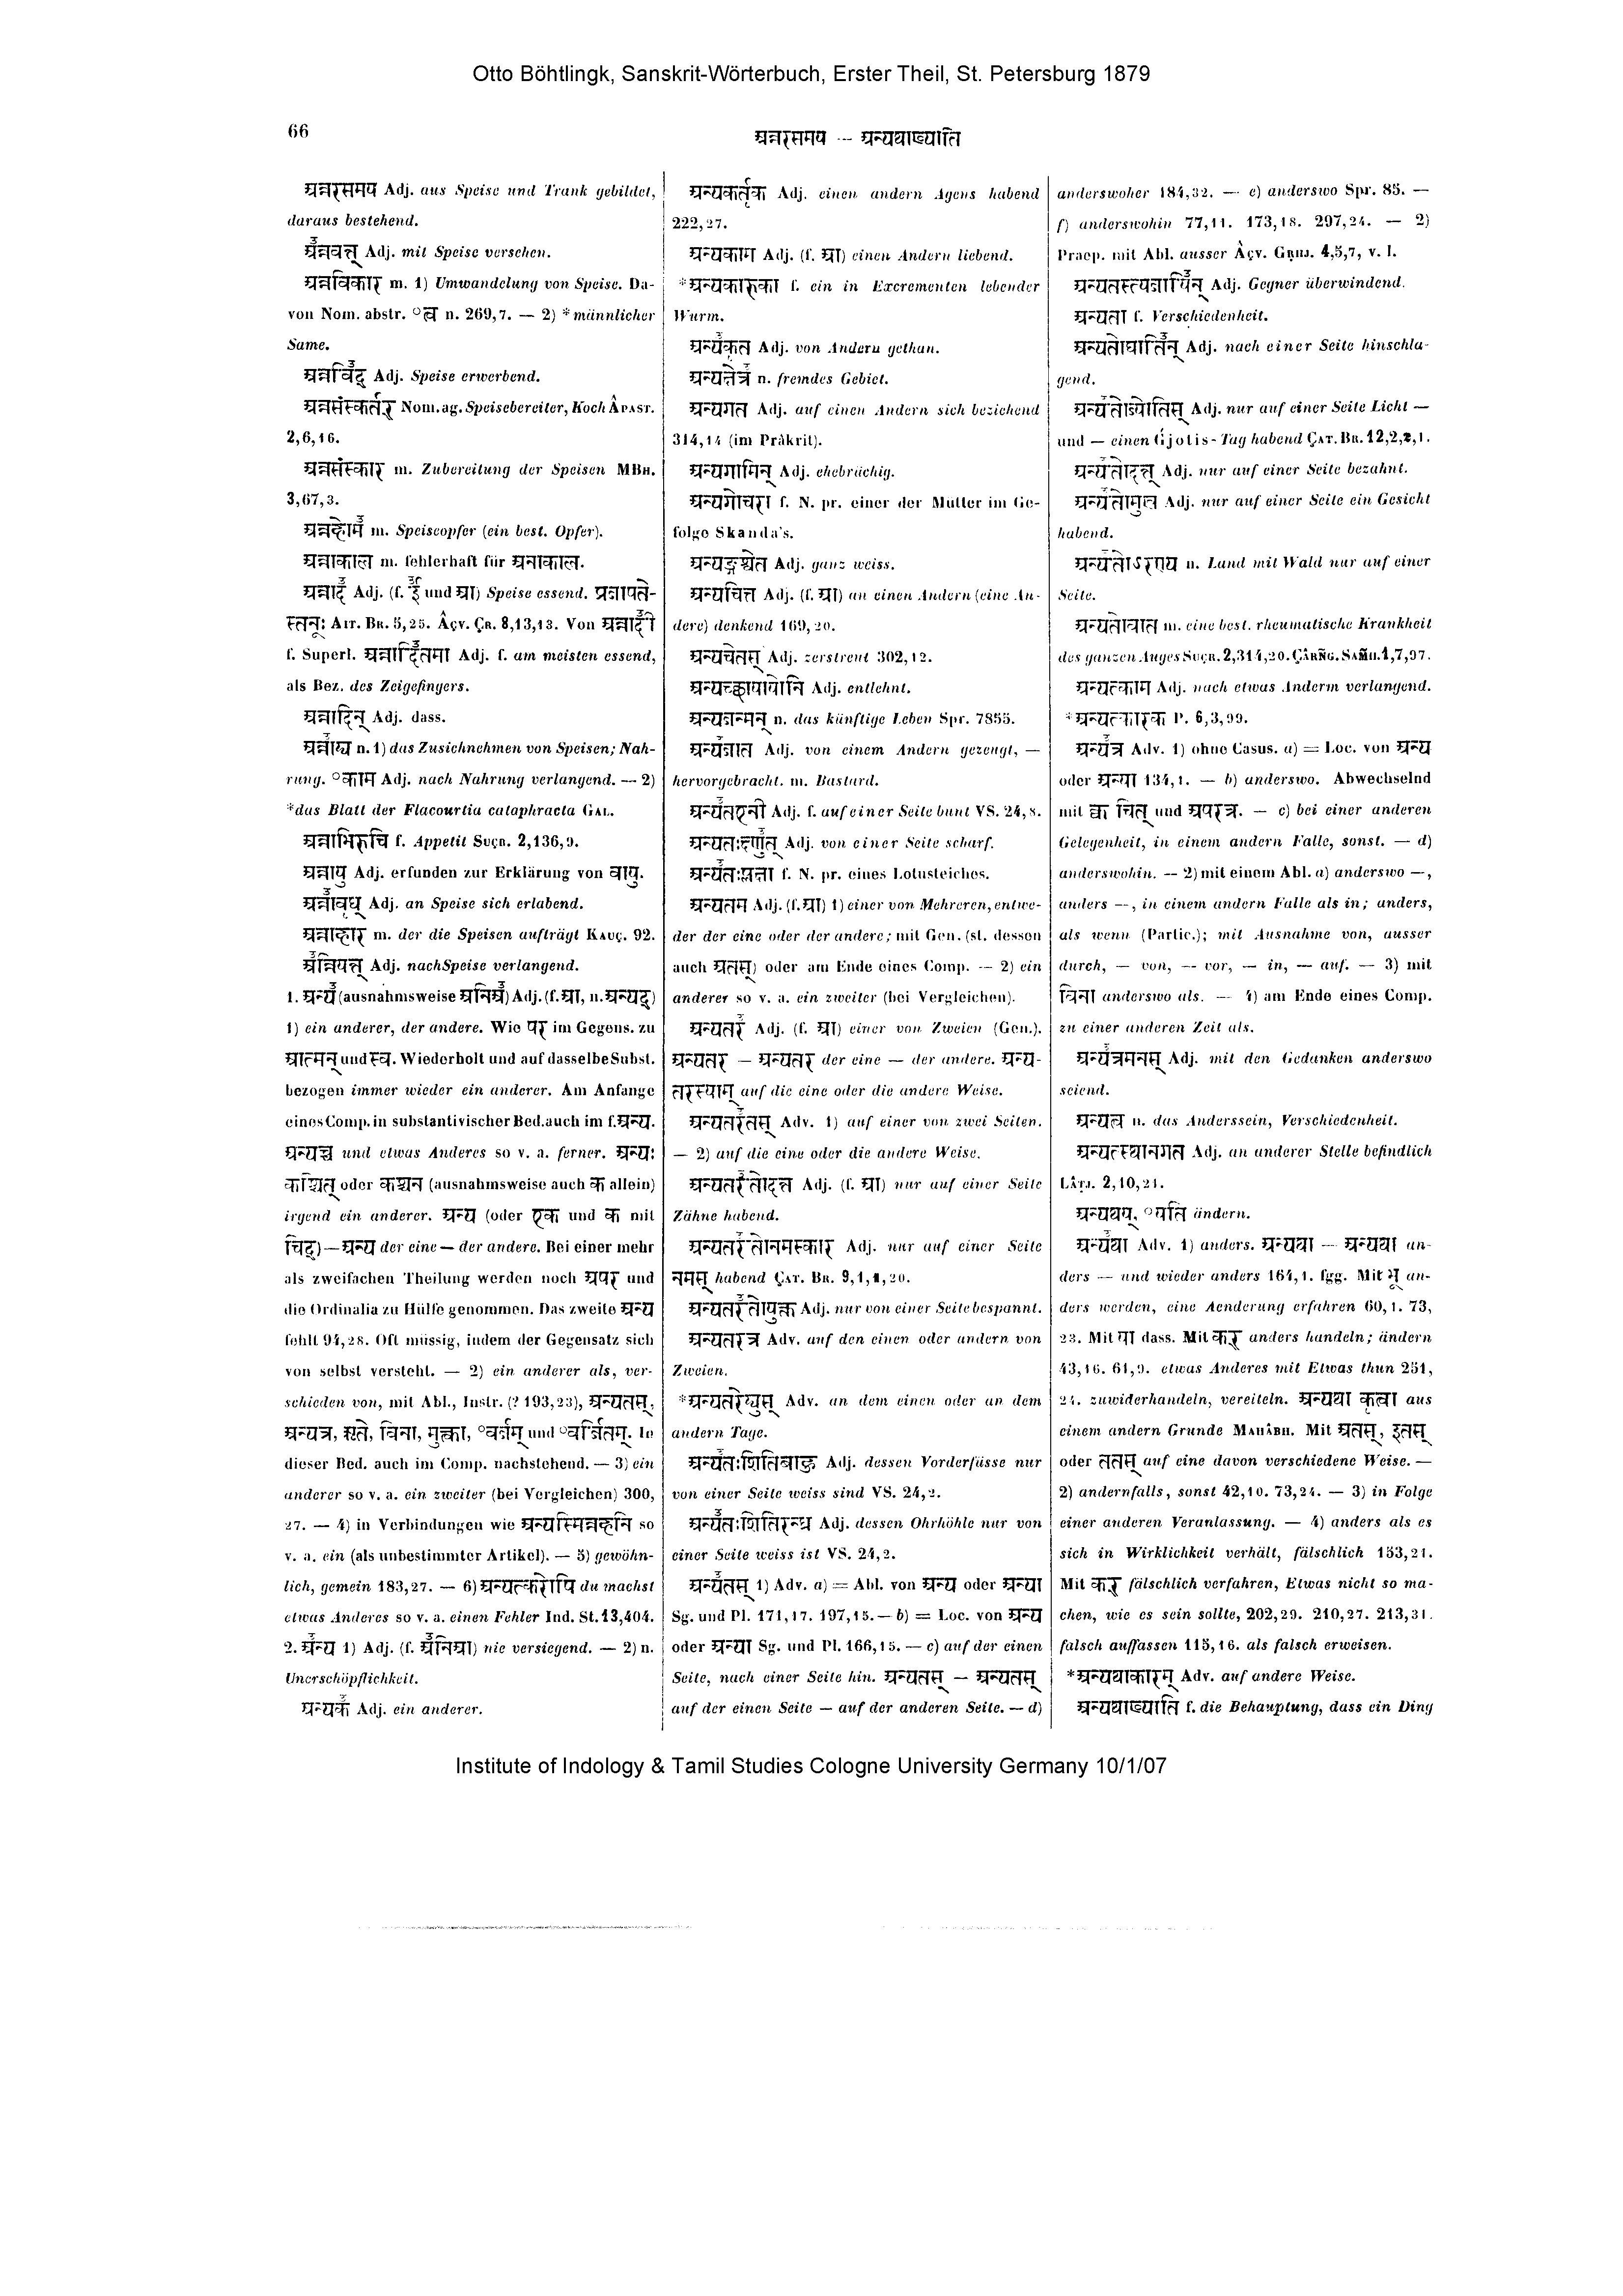 Otto Böhtlingk, Sanskrit-Wörterbuch, Erster Theil, St. Petersburg 1879
66
अन्नरसमय — अन्यथाख्याति
अन्नरसमय Adj. aus Speise und Trank gebildet,
daraus bestehend.
अन्नवत्त् Adj. mit Speise versehen.
अन्नविकार m. 1) Umwandelung von Speise. Da-
von Nom. abstr. °त्व n. 269,7. — 2) *männlicher
Same.
अन्नविद् Adj. Speise erwerbend.
अन्नसंस्कर्तर् Nom. ag. Speisebereiter, Koch Âpast.
2,6,16.
अन्नसंस्कार m. Zubereitung der Speisen MBh.
3,67,3.
अन्नहोम m. Speiseopfer (ein best. Opfer).
अन्नाकाल m. fehlerhaft für अनाकाल.
अन्नाद Adj. (f. ई und आ) Speise essend. प्रजापते-
स्तनू: Ait. Br. 5,25. Âçv. Çr. 8,13,13. Von अन्नादी
f. Superl. अन्नादितमा Adj. f. am meisten essend,
als Bez. des Zeigefingers.
अन्नादिन् Adj. dass.
अन्नाद्य n. 1) das Zusichnehmen von Speisen; Nah-
rung. °काम Adj. nach Nahrung verlangend. — 2)
*das Blatt der Flacourtia cataphracta Gal.
अन्नाभिरुचि f. Appetit Suçr. 2,136,9.
अन्नायु Adj. erfunden zur Erklärung von वायु.
अन्नावृध् Adj. an Speise sich erlabend.
अन्नाहार m. der die Speisen aufträgt Kauç. 92.
अन्नियत्त् Adj. nach Speise verlangend.
1. अन्य (ausnahmsweise अनिअ) Adj. (f. आ, n. अन्यद्)
1) ein anderer, der andere. Wie पर im Gegens. zu
आत्मन् und स्व. Wiederholt und auf dasselbe Subst.
bezogen immer wieder ein anderer. Am Anfange
eines Comp. in substantivischer Bed. auch im f. अन्य.
अन्यच्च und etwas Anderes so v. a. ferner. अन्य:
कश्चित् oder कश्चन (ausnahmsweise auch क allein)
irgend ein anderer. अन्य (oder एक und क mit
चिद्) — अन्य der eine — der andere. Bei einer mehr
als zweifachen Theilung werden noch अपर und
die Ordinalia zu Hülfe genommen. Das zweite अन्य
fehlt 94,28. Oft müssig, indem der Gegensatz sich
von selbst versteht. — 2) ein anderer als, ver-
schieden von, mit Abl., Instr. (? 193,23), अन्यतस्,
अन्यत्र, ऋते, विना, मुक्त्वा, °वर्जम् und °वर्जितम्. In
dieser Bed. auch im Comp. nachstehend. — 3) ein
anderer so v. a. ein zweiter (bei Vergleichen) 300,
27. — 4) in Verbindungen wie अन्यस्मिन्नहनि so
v. a. ein (als unbestimmter Artikel). — 5) gewöhn-
lich, gemein 183,27. — 6) अन्यत्करोषि du machst
etwas Anderes so v. a. einen Fehler Ind. St. 13,404.
2. अन्य 1) Adj. (f. अनिआ) nie versiegend. — 2) n.
Unerschöpflichkeit.
अन्यक Adj. ein anderer.
अन्यकर्तृक Adj. einen andern Agens habend
222,27.
अन्यकाम Adj. (f. आ) einen Andern liebend.
*अन्यकारुका f. ein in Excrementen lebender
Wurm.
अन्यकृत Adj. von Andern gethan.
अन्यक्षेत्र n. fremdes Gebiet.
अन्यगत Adj. auf einen Andern sich beziehend
314,14 (im Prâkrit).
अन्यगामिन् Adj. ehebrüchig.
अन्यगोचरा f. N. pr. einer der Mutter im Ge-
folge Skanda's.
अन्यङ्गश्वेत Adj. ganz weiss.
अन्यचित्त Adj. (f. आ) an einen Andern (eine An-
dere) denkend 169,20.
अन्यचेतस् Adj. zerstreut 302,12.
अन्यच्छायायोनि Adj. entlehnt.
अन्यजन्मन् n. das künftige Leben Spr. 7855.
अन्यजात Adj. von einem Andern gezeugt, —
hervorgebracht. m. Bastard.
अन्यतएनी Adj. f. auf einer Seite bunt VS. 24,8.
अन्यत:क्ष्णुत् Adj. von einer Seite scharf.
अन्यत:प्लक्षा f. N. pr. eines Lotusteiches.
अन्यतम Adj. (f. आ) 1) einer von Mehreren, entwe-
der der eine oder der andere; mit Gen. (st. dessen
auch अतस्) oder am Ende eines Comp. — 2) ein
anderer so v. a. ein zweiter (bei Vergleichen).
अन्यतर Adj. (f. आ) einer von Zweien (Gen.).
अन्यतर — अन्यतर der eine — der andere. अन्य-
तरस्याम् auf die eine oder die andere Weise.
अन्यतरतस् Adv. 1) auf einer von zwei Seiten.
— 2) auf die eine oder die andere Weise.
अन्यतरतोदत्त Adj. (f. आ) nur auf einer Seite
Zähne habend.
अन्यतरतोनमस्कार Adj. nur auf einer Seite
नमस् habend Çat. Br. 9,1,1,20.
अन्यतरतोयुक्त Adj. nur von einer Seite bespannt.
अन्यतरत्र Adv. auf den einen oder andern von
Zweien.
*अन्यतरेद्युस् Adv. an dem einen oder an dem
andern Tage.
अन्यत:शितिबाहु Adj. dessen Vorderfüsse nur
von einer Seite weiss sind VS. 24,2.
अन्यत:शितिरन्ध्र Adj. dessen Ohrhöhle nur von
einer Seite weiss ist VS. 24,2.
अन्यतस् 1) Adv. a) = Abl. von अन्य oder अन्या
Sg. und Pl. 171,17. 197,15. — b) = Loc. von अन्य
oder अन्या Sg. und Pl. 166,15. — c) auf der einen
Seite, nach einer Seite hin. अन्यतस् — अन्यतस्
auf der einen Seite — auf der anderen Seite. — d)
anderswoher 184,32. — e) anderswo Spr. 85. —
f) anderswohin 77,11. 173,18. 297,24. — 2)
Praep. mit Abl. ausser Âçv. Gṛhj. 4,5,7, v. l.
अन्यतस्त्यजायिन् Adj. Gegner überwindend.
अन्यता f. Verschiedenheit.
अन्यतोघातिन् Adj. nach einer Seite hinschla-
gend.
अन्यतोज्योतिस् Adj. nur auf einer Seite Licht —
und — einen Gjotis-Tag habend Çat. Br. 12,2,2,1.
अन्यतोदत्त् Adj. nur auf einer Seite bezahnt.
अन्यतोमुख Adj. nur auf einer Seite ein Gesicht
habend.
अन्यतोऽरण्य n. Land mit Wald nur auf einer
Seite.
अन्यतोवात m. eine best. rheumatische Krankheit
des ganzen Auges Suçr. 2,314,20. Çârñg. Saṃh. 1,7,97.
अन्यत्काम Adj. nach etwas Anderm verlangend.
*अन्यत्कारक P. 6,3,99.
अन्यत्र Adv. 1) ohne Casus. a) = Loc. von अन्य
oder अन्या 134,1. — b) anderswo. Abwechselnd
mit क्व चित् und अपरत्र. — c) bei einer anderen
Gelegenheit, in einem andern Falle, sonst. — d)
anderswohin. — 2) mit einem Abl. a) anderswo —,
anders —, in einem andern Falle als in; anders,
als wenn (Partic.); mit Ausnahme von, ausser
durch, — von, — vor, — in, — auf. — 3) mit
विना anderswo als. — 4) am Ende eines Comp.
zu einer anderen Zeit als.
अन्यत्रमनस् Adj. mit den Gedanken anderswo
seiend.
अन्यत्व n. das Anderssein, Verschiedenheit.
अन्यत्स्थानगत Adj. an anderer Stelle befindlich
Lâṭj. 2,10,21.
अन्यथय्, °यति ändern.
अन्यथा Adv. 1) anders. अन्यथा — अन्यथा an-
ders — und wieder anders 164,1. fgg. Mit भू an-
ders werden, eine Aenderung erfahren 60,1. 73,
23. Mit या dass. Mit कर् anders handeln; ändern
43,16. 61,9. etwas Anderes mit Etwas thun 251,
24. zuwiderhandeln, vereiteln. अन्यथा कृत्वा aus
einem andern Grunde Mahâbh. Mit अतस्, इतस्
oder ततस् auf eine davon verschiedene Weise. —
2) andernfalls, sonst 42,10. 73,24. — 3) in Folge
einer anderen Veranlassung. — 4) anders als es
sich in Wirklichkeit verhält, fälschlich 153,21.
Mit कर् fälschlich verfahren, Etwas nicht so ma-
chen, wie es sein sollte, 202,29. 210,27. 213,31.
falsch auffassen 115,16. als falsch erweisen.
*अन्यथाकारम् Adv. auf andere Weise.
अन्यथाख्याति f. die Behauptung, dass ein Ding
Institute of Indology & Tamil Studies Cologne University Germany 10/1/07